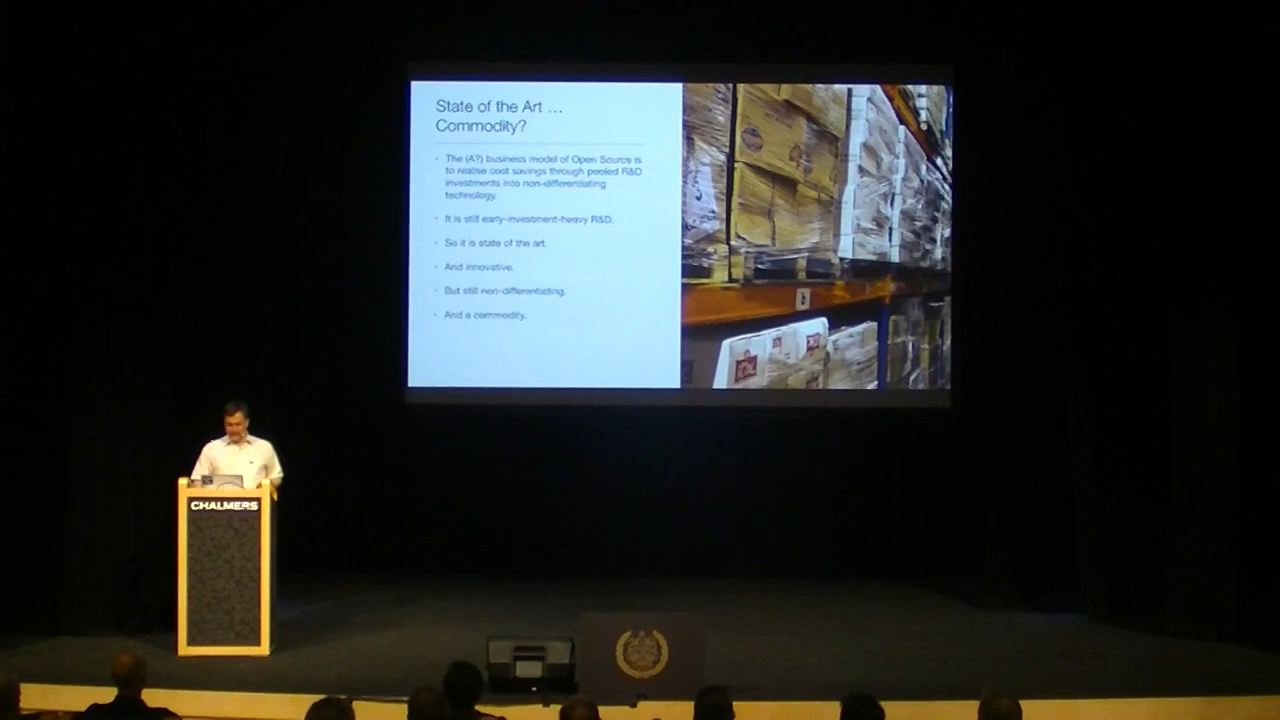 State of the Art ...
Commodity?
• The (A?) business model of Open Source is
to realise cost savings through pooled R&D
investments into non-differentiating
technology.
• It is still early-investment-heavy R&D.
• So it is state of the art.
• And innovative.
• But still non-differentiating.
• And a commodity.
6
CHALMERS